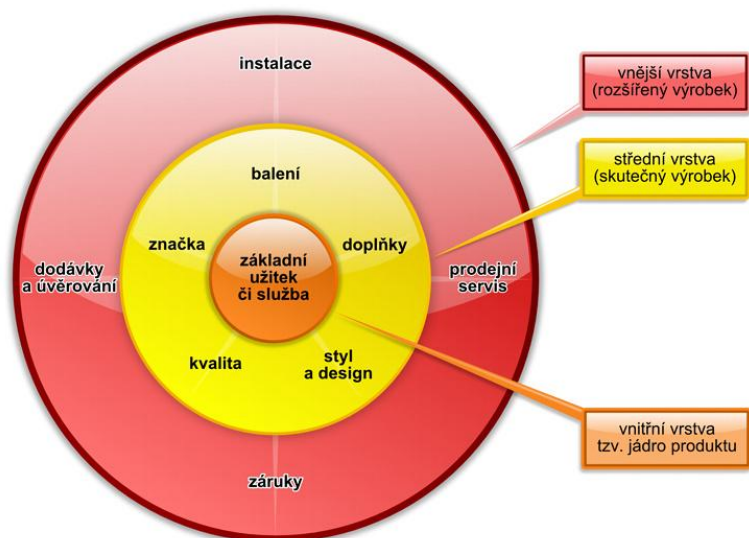 instalace
vnější vrstva
(rozšířený výrobek)
balení
střední vrstva
(skutečný výrobek)
značka
doplňky
základní
užitek
či služba
dodávky
a úvěrování
prodejní
servis
kvalita
styl
a design
vnitřní vrstva
tzv. jádro produktu
záruky